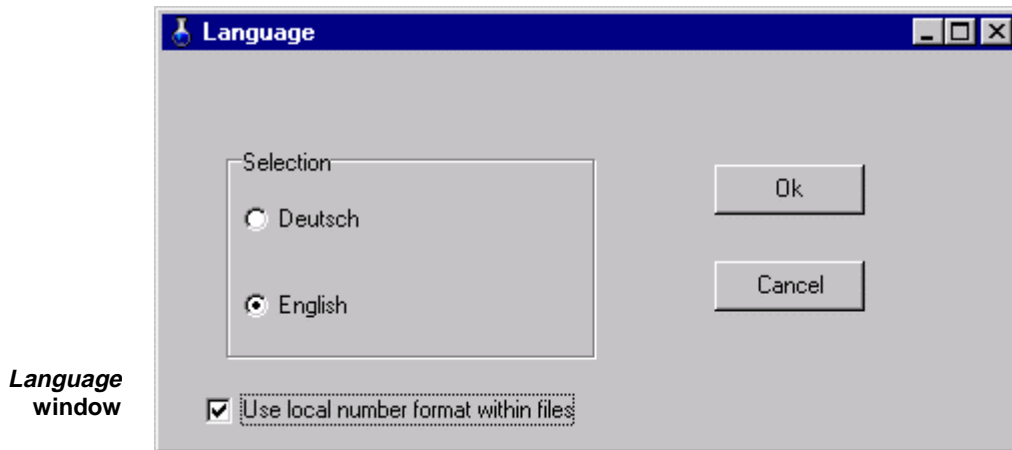 Language
Selection
Deutsch
English
Ok
Cancel
Use local number format within files
Language
window